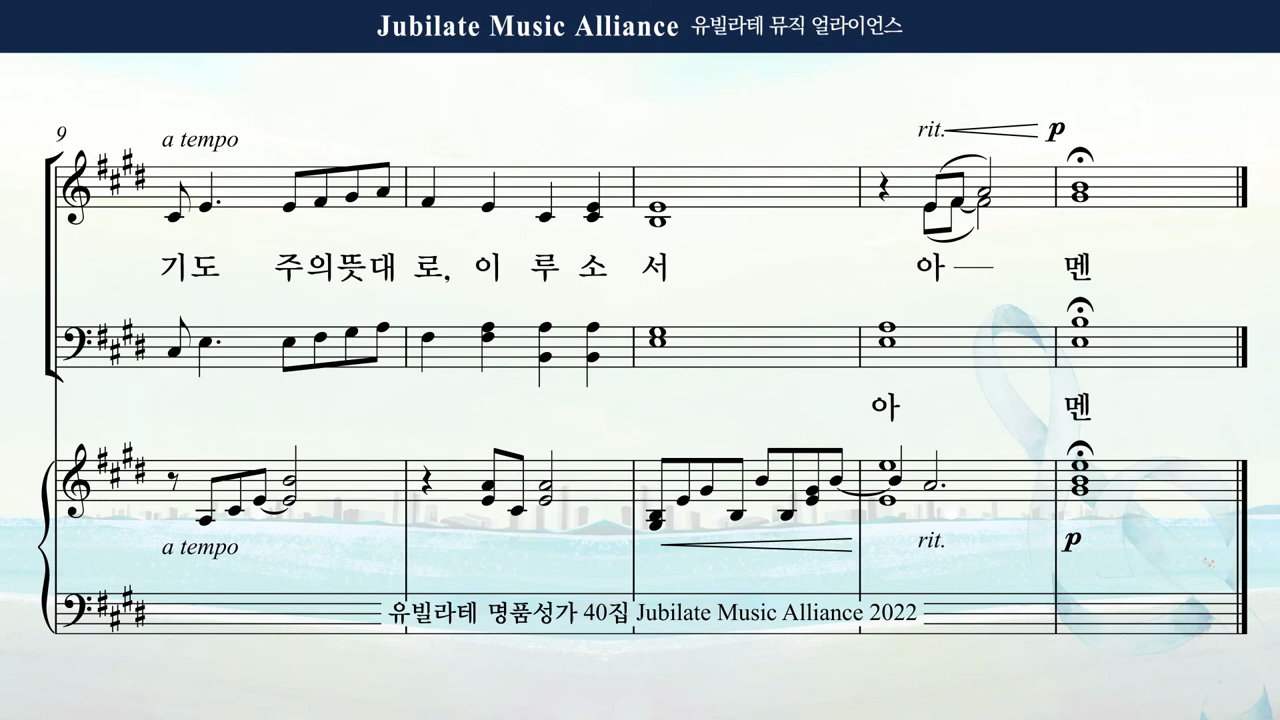 Jubilate Music Alliance 유빌라테 뮤직 얼라이언스
9
a tempo
rit. p
기도 주의뜻대 로, 이 루 소 서 아 멘
아 멘
a tempo
rit. p
유빌라테 명품성가 40집 Jubilate Music Alliance 2022